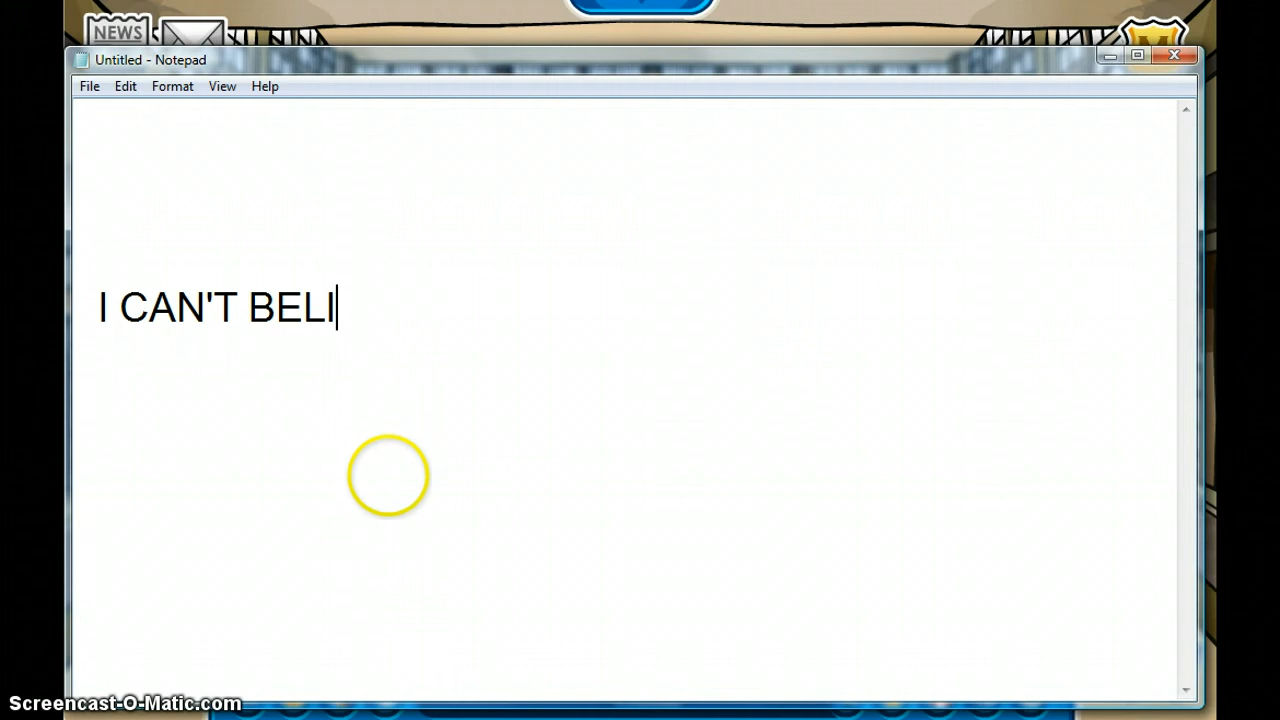 NEWS
Untitled - Notepad
File Edit Format View Help
I CAN'T BELI
Screencast-O-Matic.com